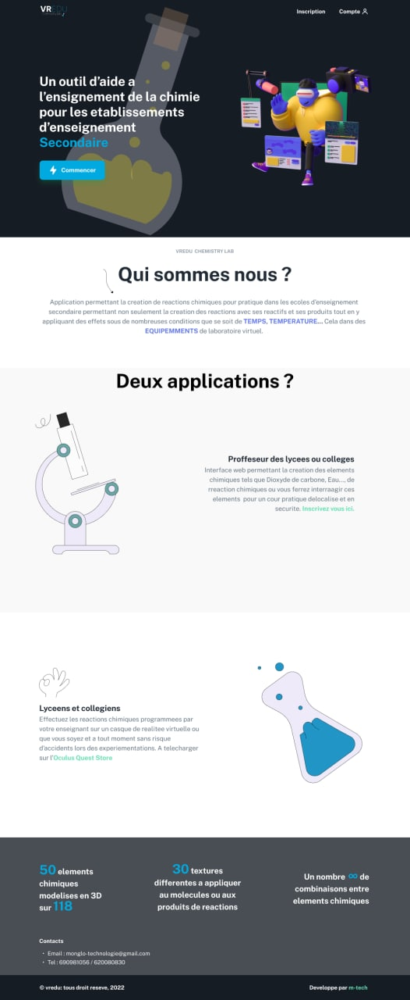 VREDU
Inscription
Compte
Un outil d'aide a
l'ensignement de la chimie
pour les etablissements
d'enseignement
Secondaire
Commencer
VREDU CHEMISTRY LAB
Qui sommes nous ?
Application permettant la creation de reactions chimiques pour pratique dans les ecoles d'enseignement
secondaire permettant non seulement la creation des reactions avec ses reactifs et ses produits tout en y
appliquant des effets sous de nombreuses conditions que se soit de TEMPS, TEMPERATURE... Cela dans des
EQUIPEMMENTS de laboratoire virtuel.
Deux applications ?
Proffeseur des lycees ou colleges
Interface web permettant la creation des elements
chimiques tels que Dioxyde de carbone, Eau..., de
rreaction chimiques ou vous ferrez interraagir ces
elements pour un cour pratique delocalise et en
securite. Inscrivez vous ici.
Lyceens et collegiens
Effectuez les reactions chimiques programmees par
votre enseignant sur un casque de realitee virtuelle ou
que vous soyez et a tout moment sans risque
d'accidents lors des experiementations. A telecharger
sur l'Oculus Quest Store
50 elements
chimiques
modelises en 3D
sur 118
30 textures
differentes a appliquer
au molecules ou aux
produits de reactions
Un nombre ∞ de
combinaisons entre
elements chimiques
Contacts
• Email : monglo-technologie@gmail.com
• Tel : 690981056 / 620080830
© vredu: tous droit reseve, 2022
Developpe par m-tech